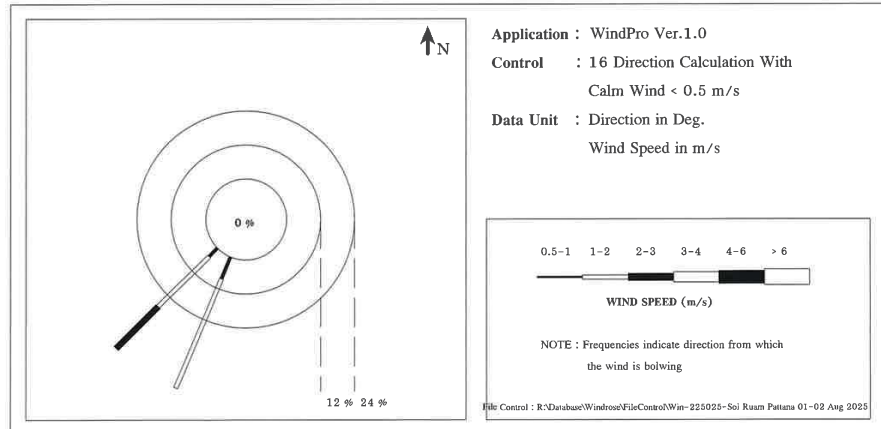 N
0 %
12 % 24 %
Application : WindPro Ver.1.0
Control : 16 Direction Calculation With
Calm Wind < 0.5 m/s
Data Unit : Direction in Deg.
Wind Speed in m/s
0.5-1 1-2 2-3 3-4 4-6 > 6
WIND SPEED (m/s)
NOTE : Frequencies indicate direction from which
the wind is bolwing
File Control : R:\Database\Windrose\FileControl\Win-225025-Soi Ruam Pattana 01-02 Aug 2025